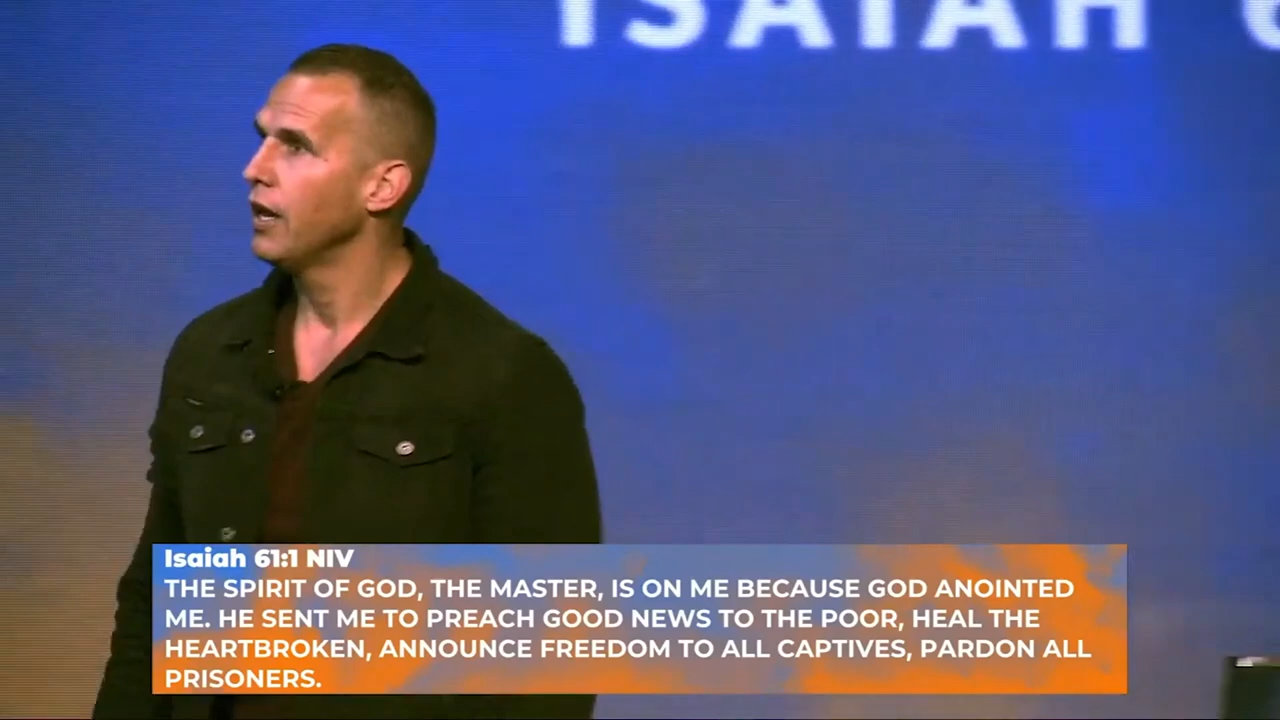 ISAIAH 6
Isaiah 61:1 NIV
THE SPIRIT OF GOD, THE MASTER, IS ON ME BECAUSE GOD ANOINTED
ME. HE SENT ME TO PREACH GOOD NEWS TO THE POOR, HEAL THE
HEARTBROKEN, ANNOUNCE FREEDOM TO ALL CAPTIVES, PARDON ALL
PRISONERS.